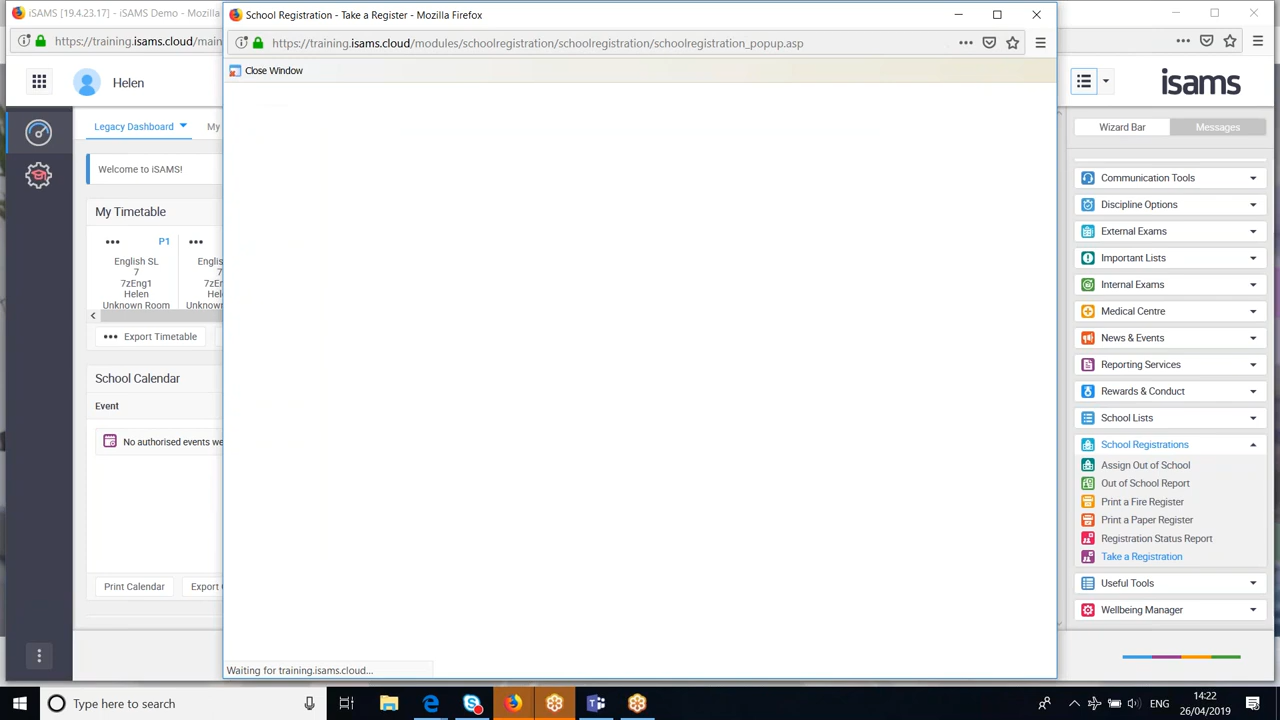 iSAMS [19.4.23.17] - iSAMS Demo - Mozilla
School Registration - Take a Register - Mozilla Firefox
https://training.isams.cloud/main
https://training.isams.cloud/modules/schoolregistration/schoolregistration_popup.asp
Close Window
Helen
isams
Legacy Dashboard
My
Wizard Bar
Messages
Welcome to iSAMS!
My Timetable
P1
English SL
7
7zEng1
Helen
Unknown Room
Englis
7
7zEn
Hel
Unkno
Export Timetable
School Calendar
Event
No authorised events we
Print Calendar
Export
Communication Tools
Discipline Options
External Exams
Important Lists
Internal Exams
Medical Centre
News & Events
Reporting Services
Rewards & Conduct
School Lists
School Registrations
Assign Out of School
Out of School Report
Print a Fire Register
Print a Paper Register
Registration Status Report
Take a Registration
Useful Tools
Wellbeing Manager
Waiting for training.isams.cloud...
Type here to search
ENG
14:22
26/04/2019